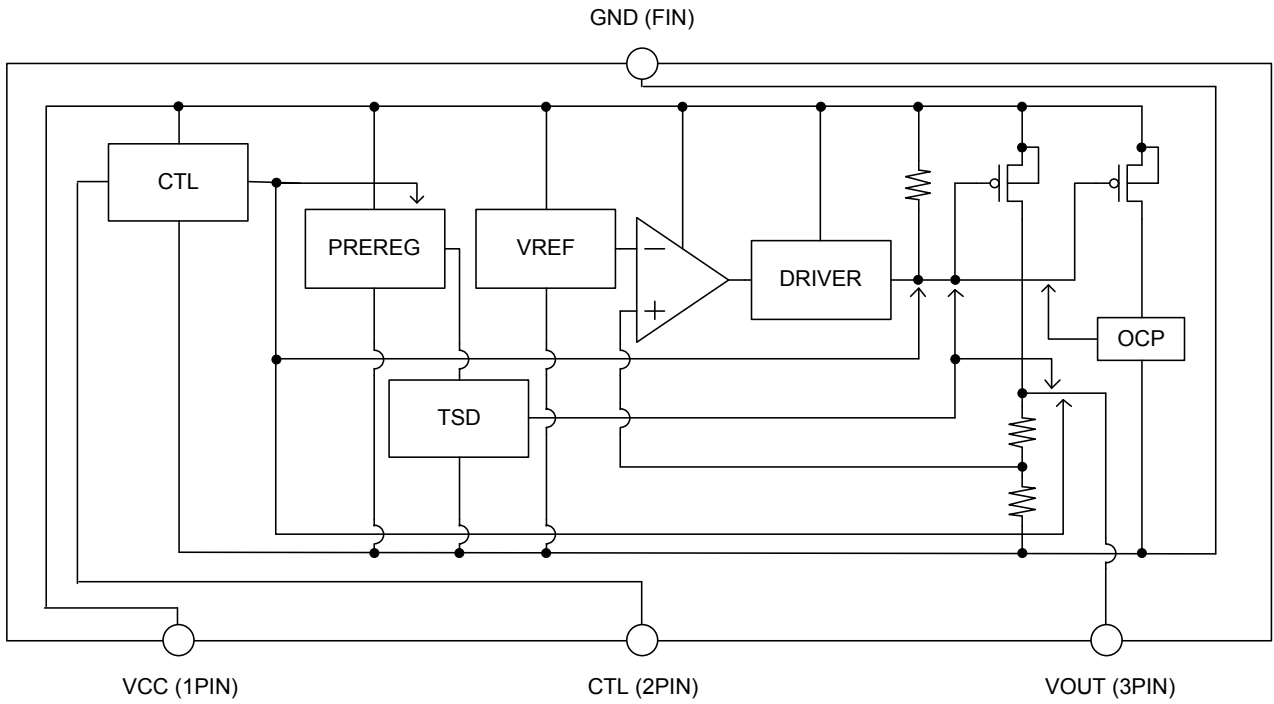 GND (FIN)
CTL
PREREG
VREF
−
+
DRIVER
OCP
TSD
VCC (1PIN)
CTL (2PIN)
VOUT (3PIN)